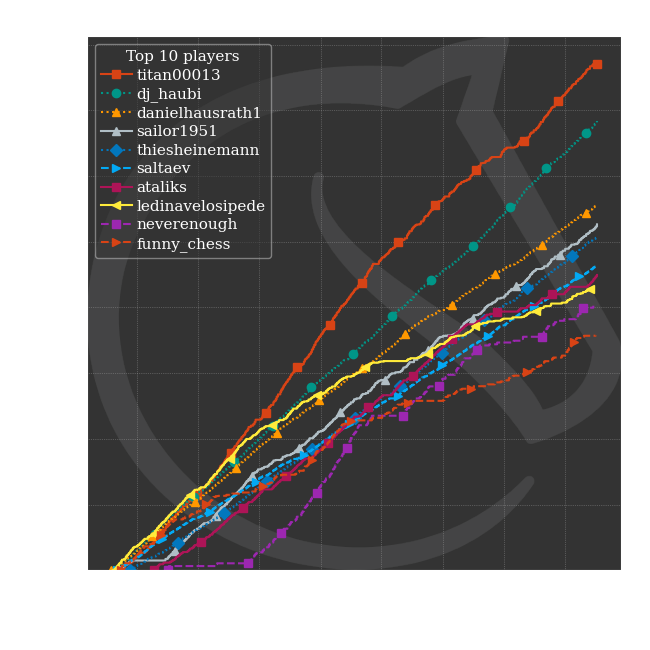 Top 10 players
titan00013
dj_haubi
danielhausrath1
sailor1951
thiesheinemann
saltaev
ataliks
ledinavelosipede
neverenough
funny_chess